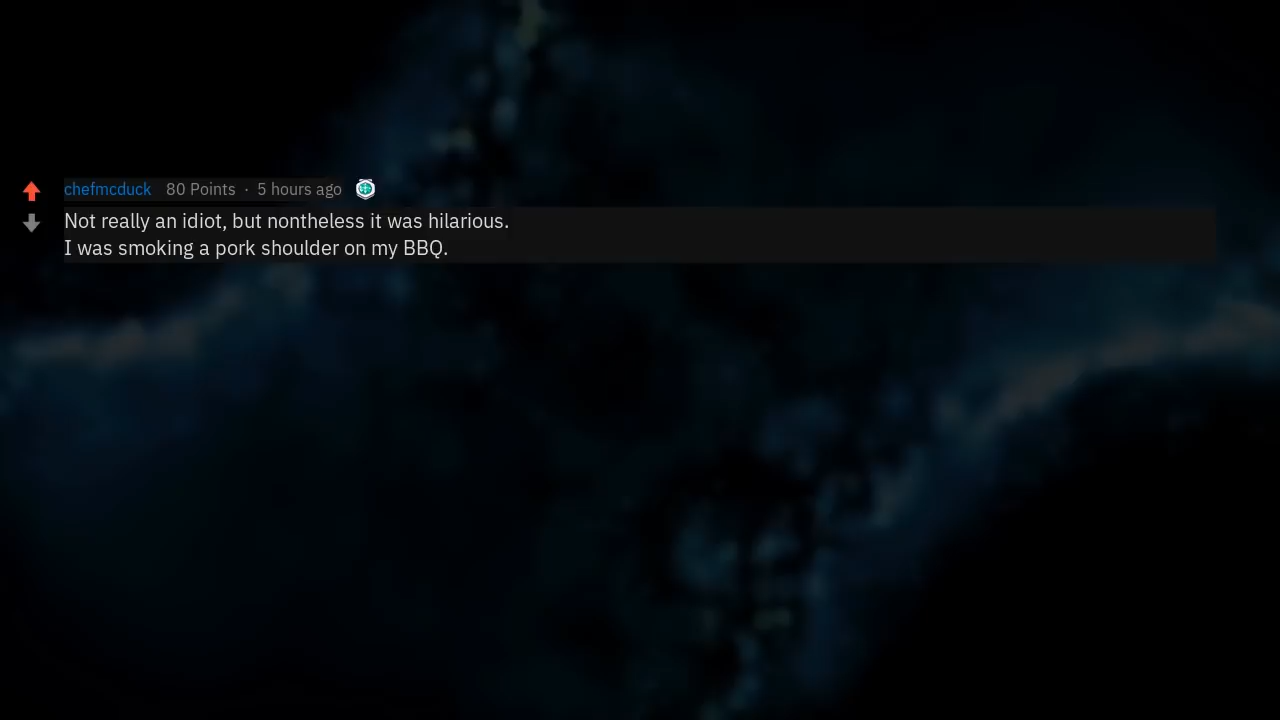 chefmcduck 80 Points · 5 hours ago
Not really an idiot, but nontheless it was hilarious.
I was smoking a pork shoulder on my BBQ.